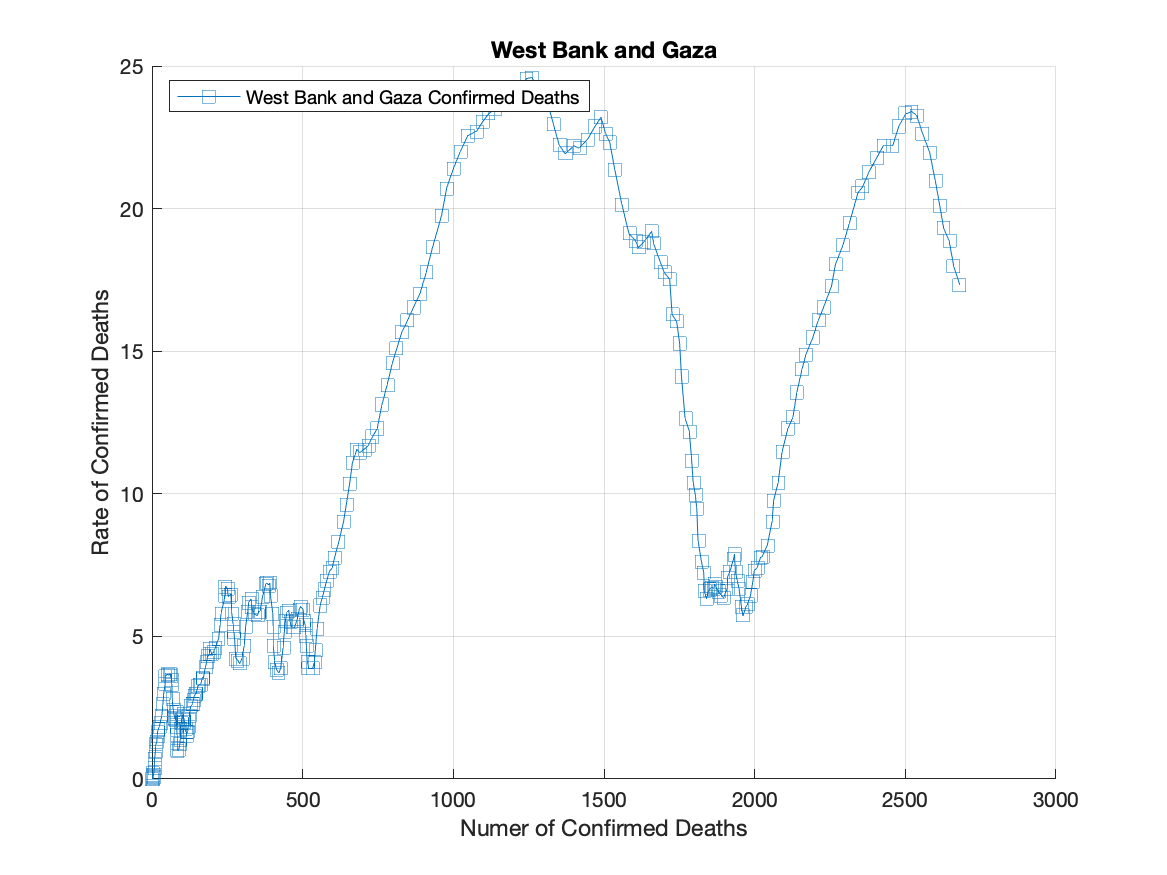 West Bank and Gaza
West Bank and Gaza Confirmed Deaths
25
20
15
10
5
0
Rate of Confirmed Deaths
0 500 1000 1500 2000 2500 3000
Numer of Confirmed Deaths